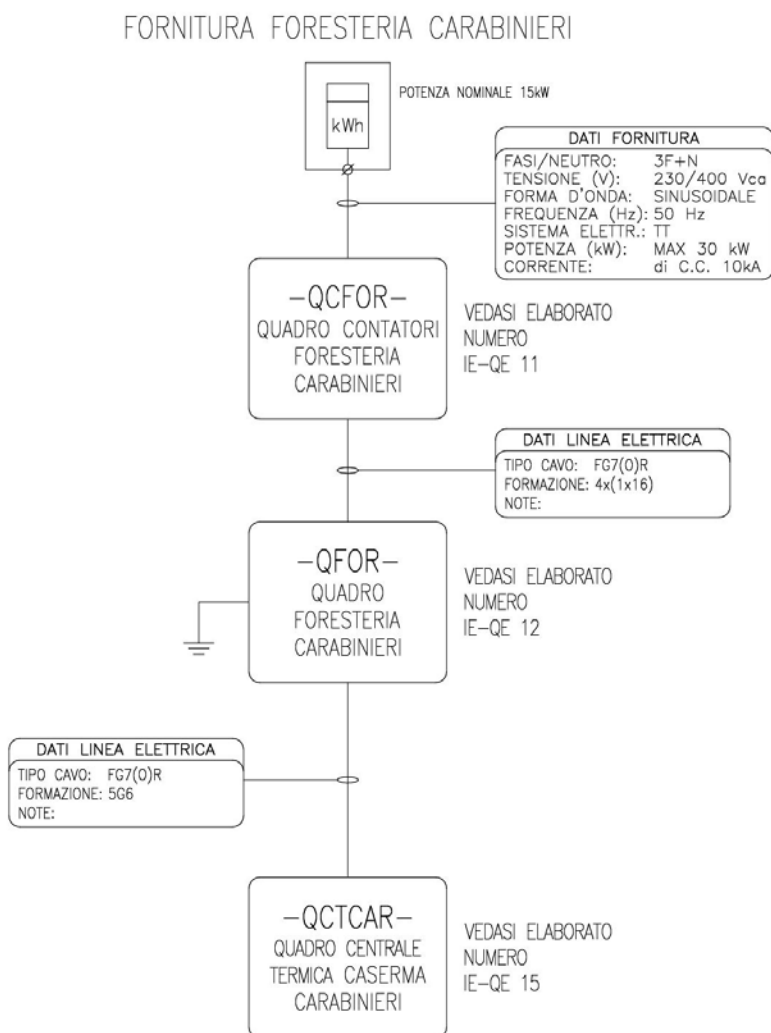 FORNITURA FORESTERIA CARABINIERI
POTENZA NOMINALE 15kW
kWh
DATI FORNITURA
FASI/NEUTRO: 3F+N
TENSIONE (V): 230/400 Vca
FORMA D'ONDA: SINUSOIDALE
FREQUENZA (Hz): 50 Hz
SISTEMA ELETTR.: TT
POTENZA (kW): MAX 30 kW
CORRENTE: di C.C. 10kA
-QCFOR-
QUADRO CONTATORI
FORESTERIA
CARABINIERI
VEDASI ELABORATO
NUMERO
IE-QE 11
DATI LINEA ELETTRICA
TIPO CAVO: FG7(O)R
FORMAZIONE: 4x(1x16)
NOTE:
-QFOR-
QUADRO
FORESTERIA
CARABINIERI
VEDASI ELABORATO
NUMERO
IE-QE 12
DATI LINEA ELETTRICA
TIPO CAVO: FG7(O)R
FORMAZIONE: 5G6
NOTE:
-QCTCAR-
QUADRO CENTRALE
TERMICA CASERMA
CARABINIERI
VEDASI ELABORATO
NUMERO
IE-QE 15